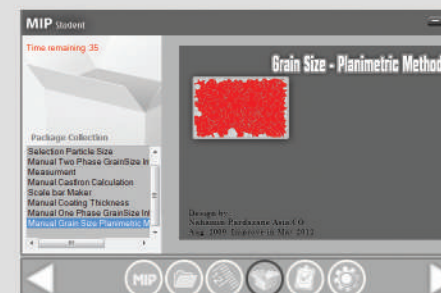 MIP Student
Time remaining: 35
Package Collection
Selection Particle Size
Manual Two Phase GrainSize In
Measurment
Manual CastIron Calculation
Scale bar Maker
Manual Coating Thickness
Manual One Phase GrainSize Int
Manual Grain Size Planimetric M
Grain Size - Planimetric Method
Design by:
Nahamin Pardazane Asia CO.
Aug. 2009 Improve in Mar 2012
MIP